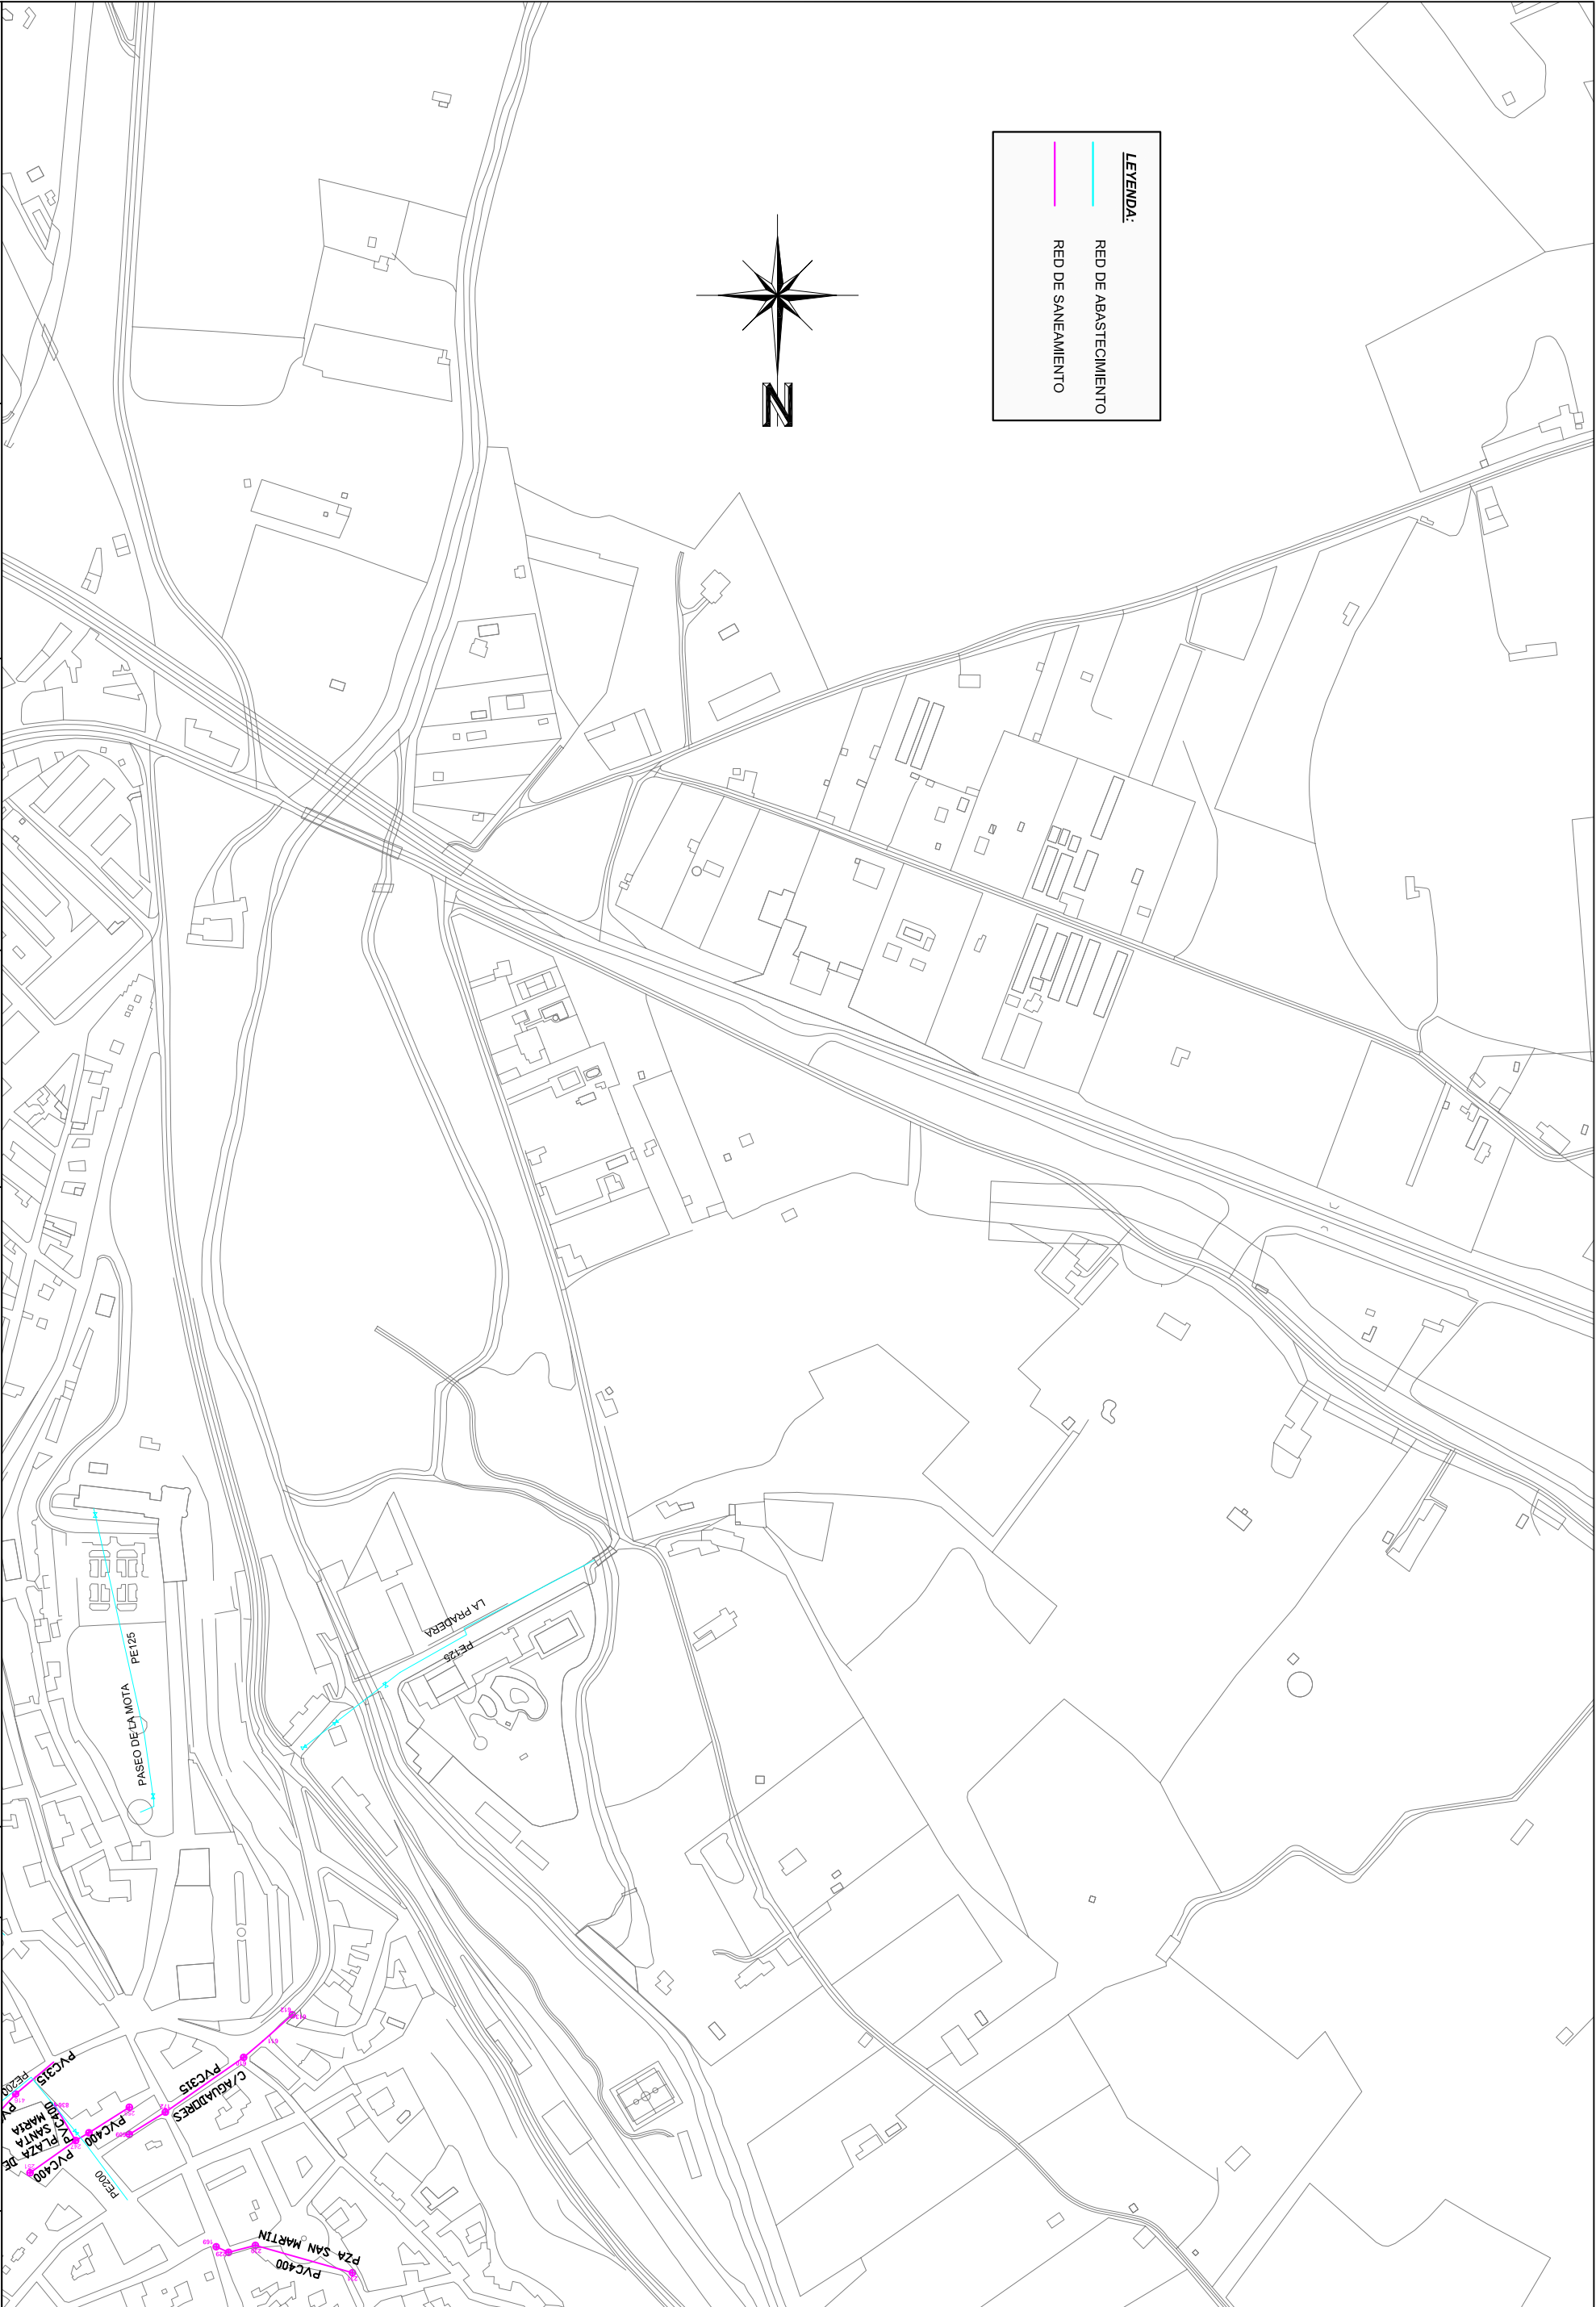 LEYENDA:
RED DE ABASTECIMIENTO
RED DE SANEAMIENTO
N
LA PRADERA
PE125
PASEO DE LA MOTA
PE125
PVC315
C/AGUADORES
PVC315
PE200
PVC400
PLAZA DE
SANTA
MARIA
PVC400
PVC400
PE200
PZA SAN MARTIN
PVC400